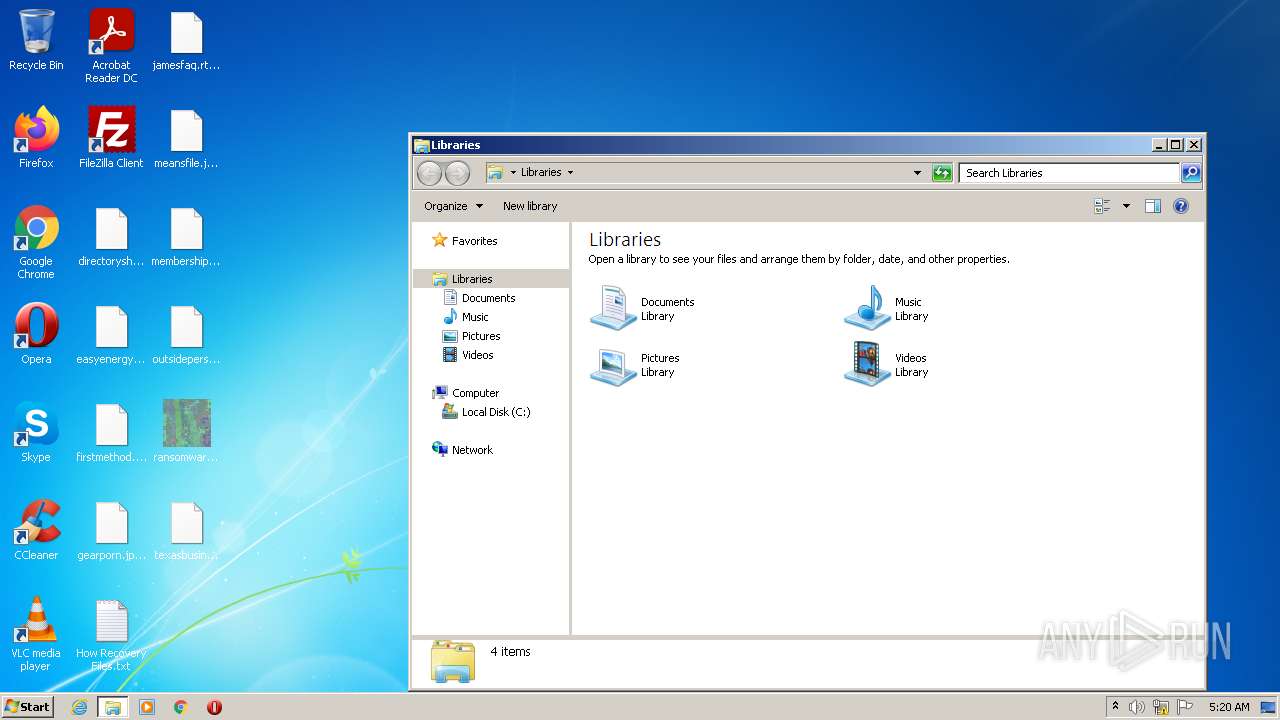 Recycle Bin
Acrobat
Reader DC
jamesfaq.rt...
Firefox
FileZilla Client
meansfile.j...
Google
Chrome
directorysh...
membership...
Opera
easyenergy...
outsidepers...
Skype
firstmethod....
ransomwar...
CCleaner
gearporn.jp...
texasbusin...
VLC media
player
How Recovery
Files.txt
Libraries
Libraries
Search Libraries
Organize
New library
Favorites
Libraries
Documents
Music
Pictures
Videos
Computer
Local Disk (C:)
Network
Libraries
Open a library to see your files and arrange them by folder, date, and other properties.
Documents
Library
Music
Library
Pictures
Library
Videos
Library
4 items
ANY RUN
Start
5:20 AM